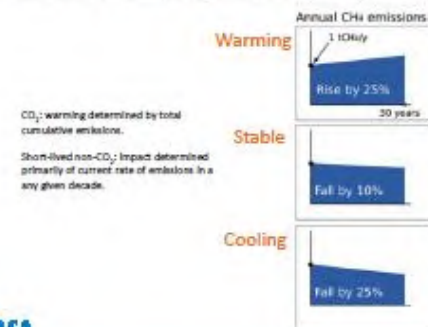 Annual CH₄ emissions
Warming
1 tCH₄/y
Rise by 25%
30 years
CO₂: warming determined by total
cumulative emissions.
Stable
Short-lived non-CO₂: Impact determined
primarily of current rate of emissions in a
any given decade.
Fall by 10%
Cooling
Fall by 25%